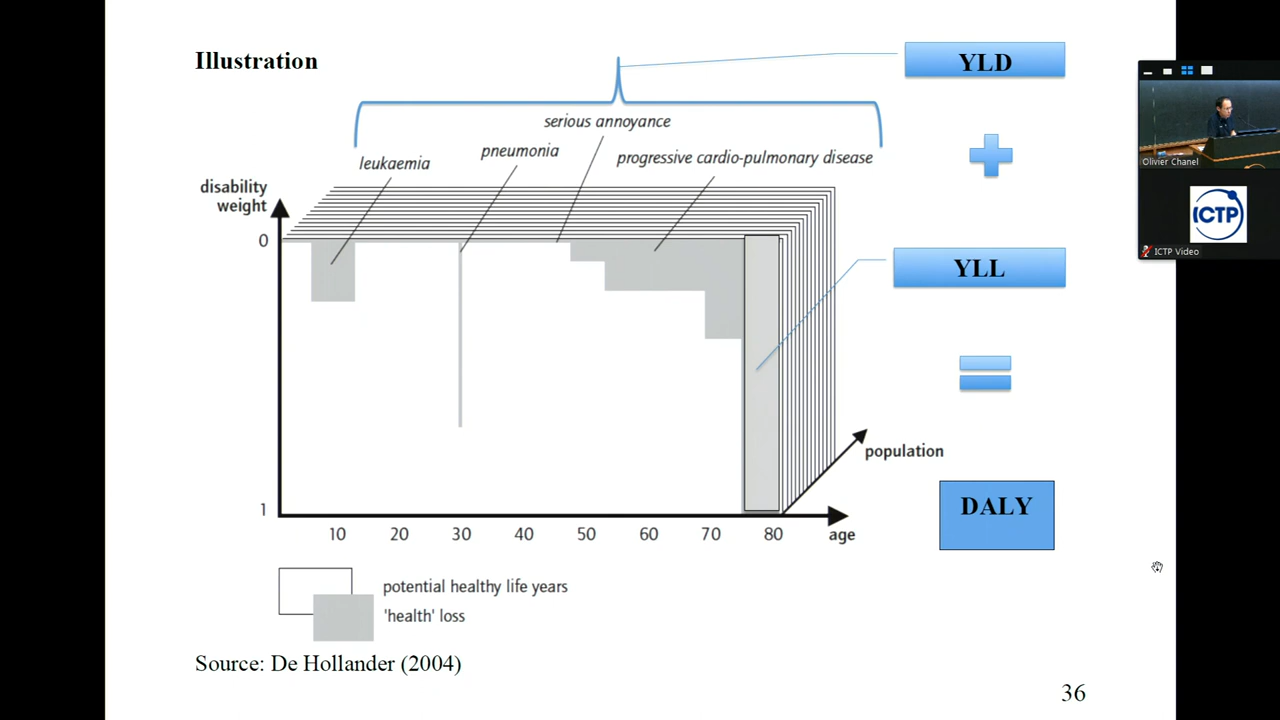 Illustration
YLD
serious annoyance
pneumonia
progressive cardio-pulmonary disease
leukaemia
disability
weight
0
YLL
population
1
DALY
10 20 30 40 50 60 70 80 age
potential healthy life years
'health' loss
Source: De Hollander (2004)
36
Olivier Chanel
ICTP
ICTP Video